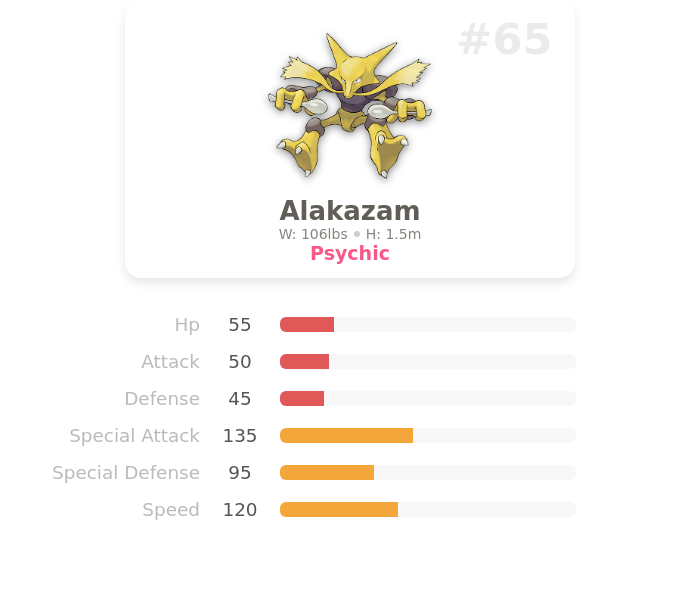 #65
Alakazam
W: 106lbs • H: 1.5m
Psychic
Hp 55
Attack 50
Defense 45
Special Attack 135
Special Defense 95
Speed 120